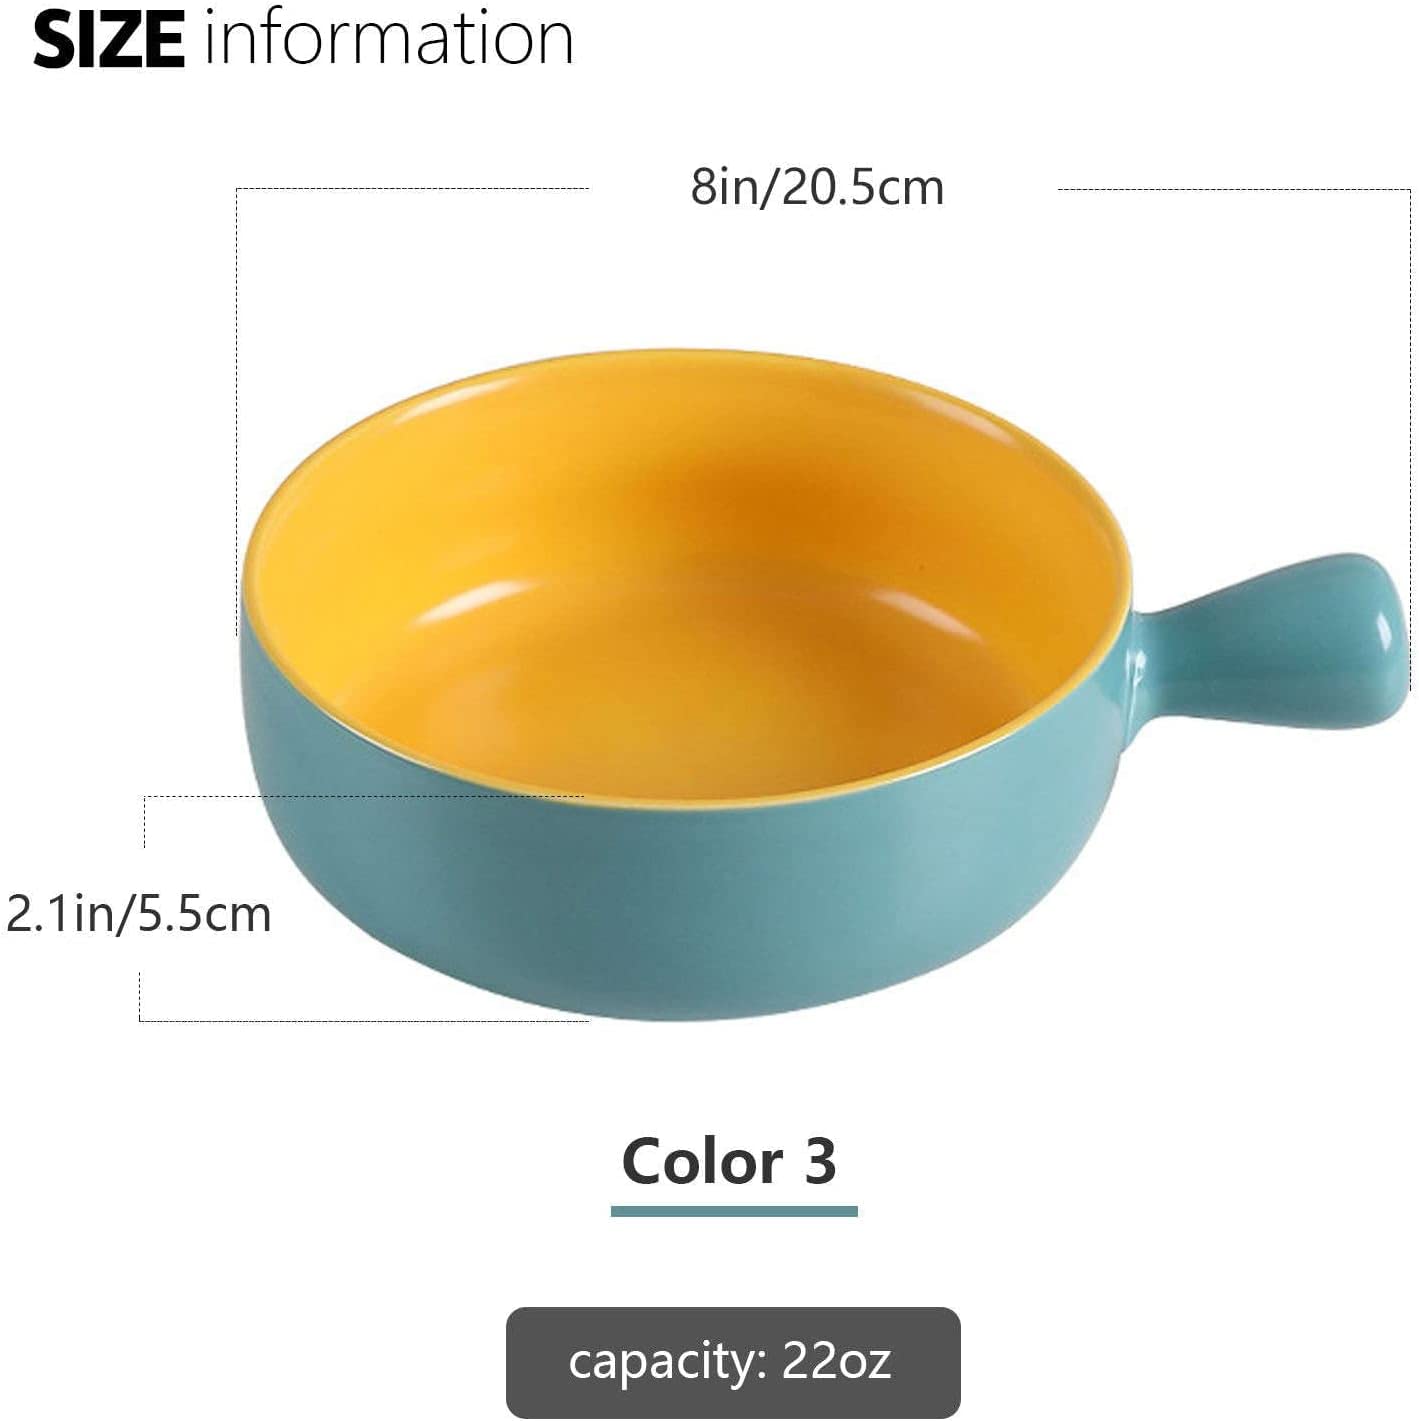 SIZE information
8in/20.5cm
2.1in/5.5cm
Color 3
capacity: 22oz